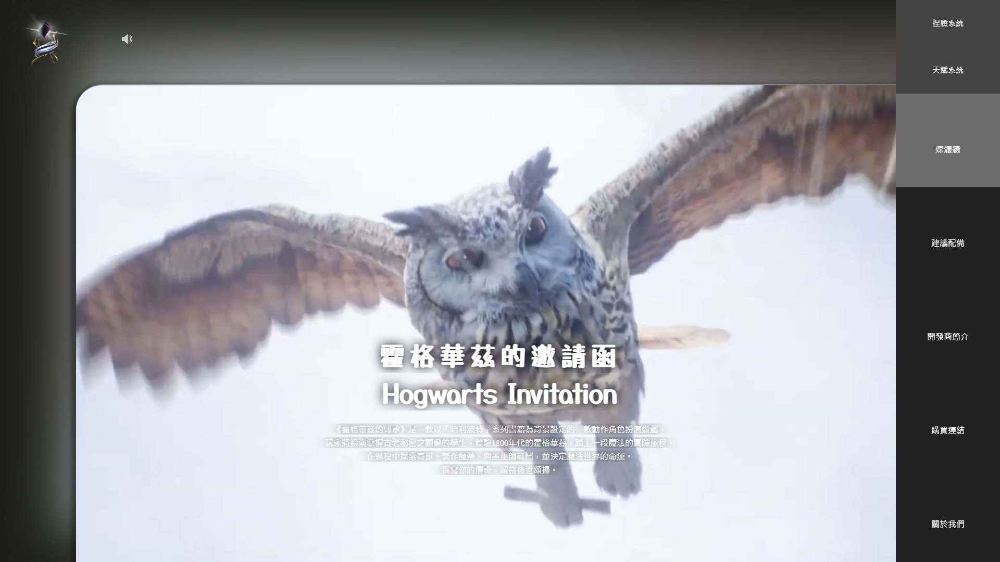 捏臉系統
天賦系統
媒體牆
建議配備
開發商簡介
購買連結
關於我們
霍格華茲的邀請函
Hogwarts Invitation
《霍格華茲的傳承》是一款以「哈利波特」系列書籍為背景設定的一款動作角色扮演遊戲。
玩家將扮演掌握古老秘密之關鍵的學生，體驗1800年代的霍格華茲，踏上一段魔法的冒險旅程。
在過程中探索奇獸、製作魔藥、與黑巫師戰鬥，並決定魔法世界的命運。
撰寫你的傳奇，留待後世頌揚。